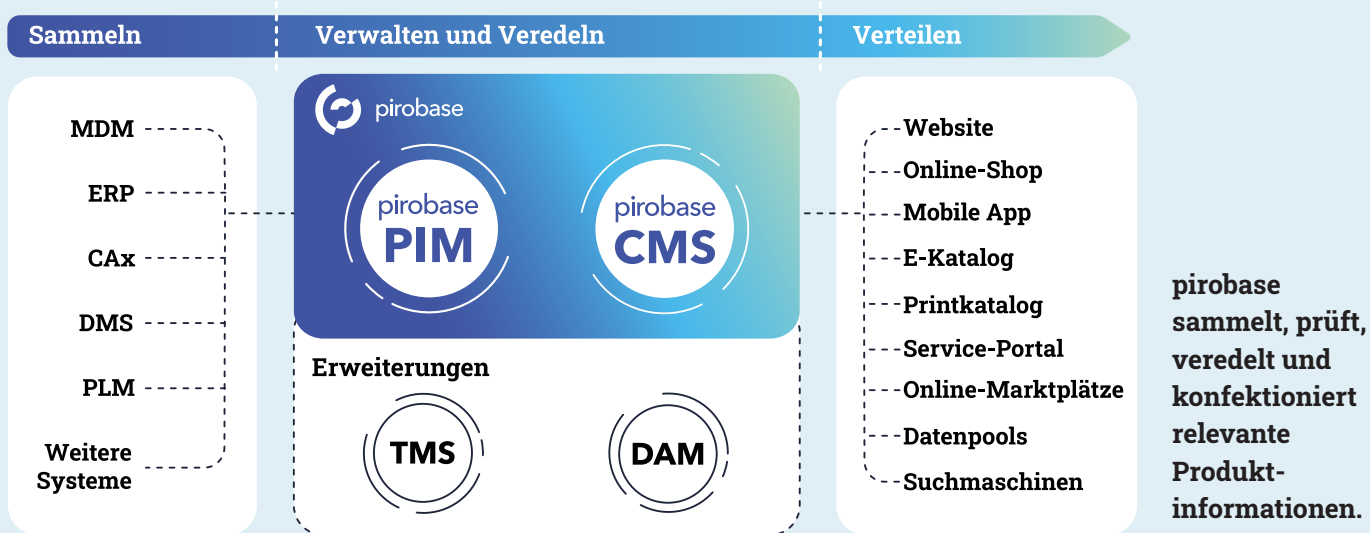 Sammeln
Verwalten und Veredeln
Verteilen
MDM
ERP
CAx
DMS
PLM
Weitere
Systeme
pirobase
pirobase
PIM
pirobase
CMS
Erweiterungen
TMS
DAM
Website
Online-Shop
Mobile App
E-Katalog
Printkatalog
Service-Portal
Online-Marktplätze
Datenpools
Suchmaschinen
pirobase
sammelt, prüft,
veredelt und
konfektioniert
relevante
Produkt-
informationen.